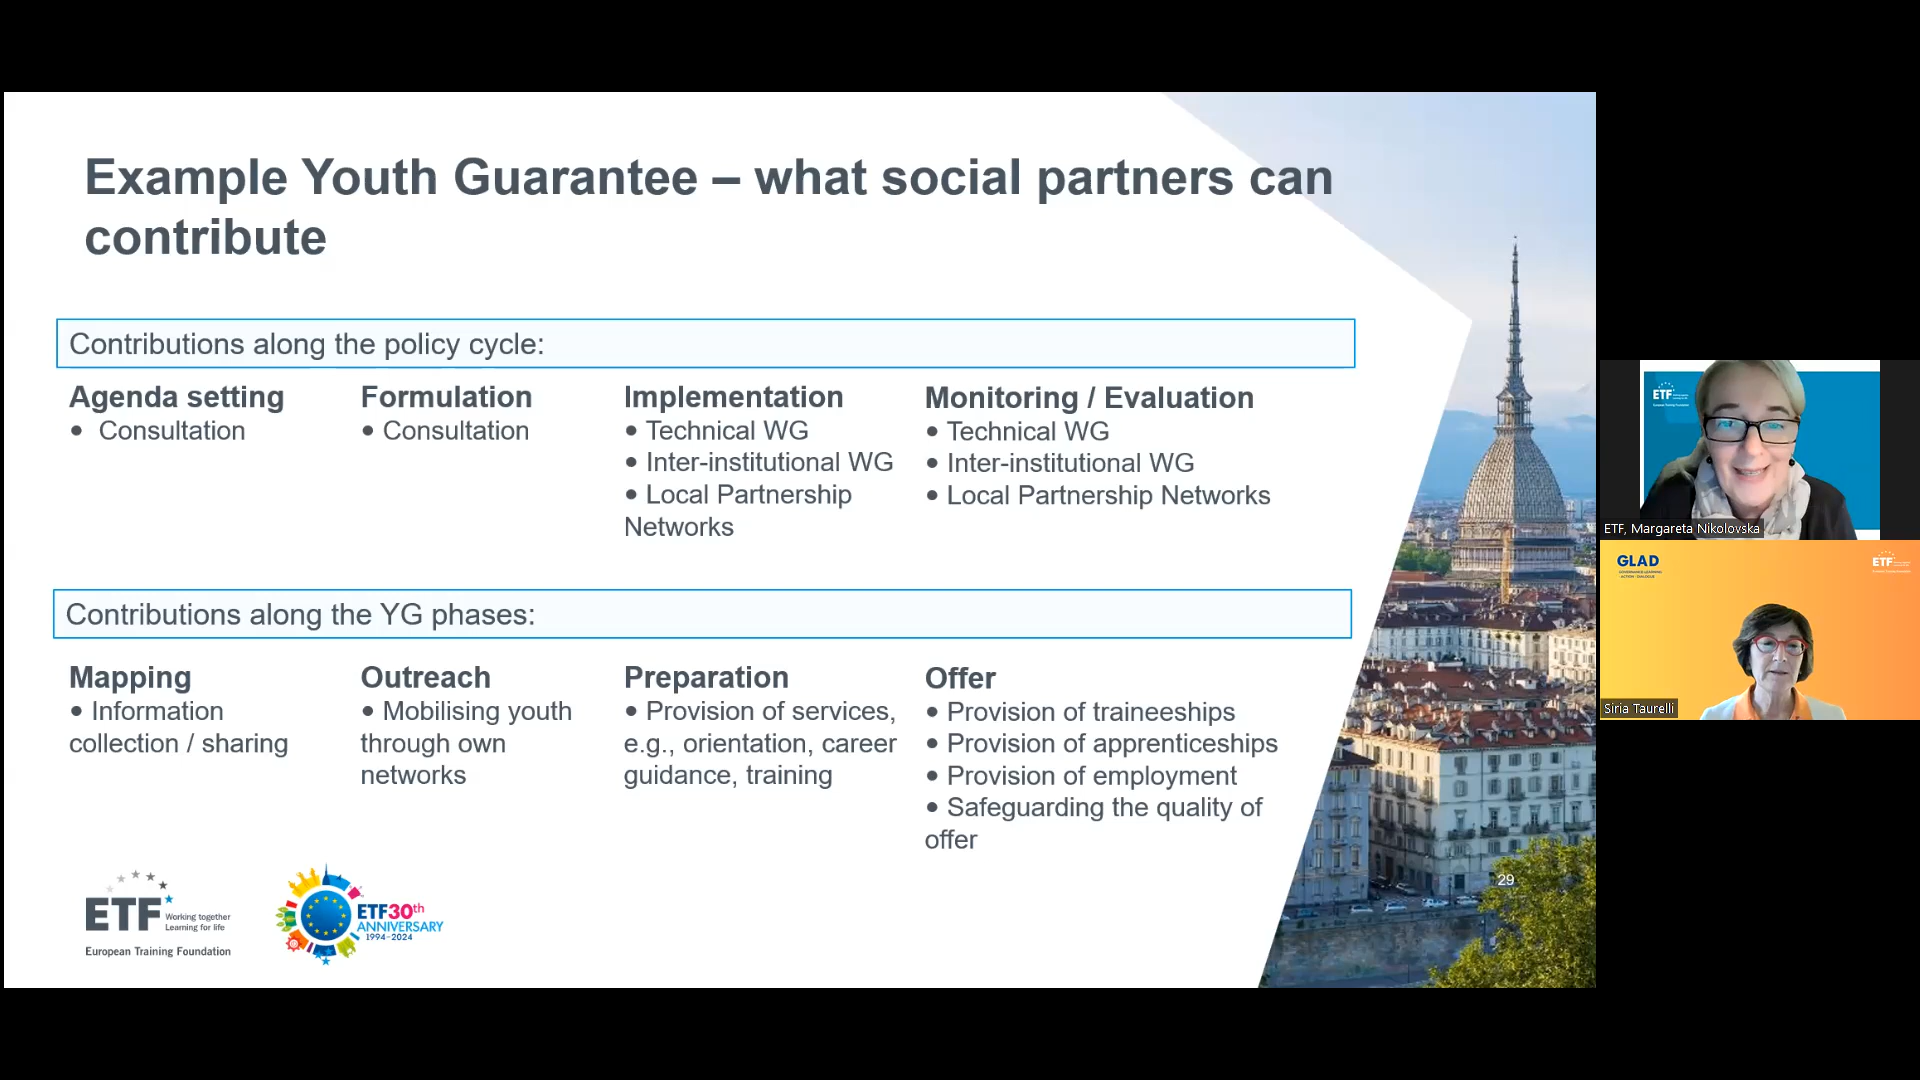 Example Youth Guarantee – what social partners can
contribute
Contributions along the policy cycle:
Agenda setting
• Consultation
Formulation
• Consultation
Implementation
• Technical WG
• Inter-institutional WG
• Local Partnership
Networks
Monitoring / Evaluation
• Technical WG
• Inter-institutional WG
• Local Partnership Networks
Contributions along the YG phases:
Mapping
• Information
collection / sharing
Outreach
• Mobilising youth
through own
networks
Preparation
• Provision of services,
e.g., orientation, career
guidance, training
Offer
• Provision of traineeships
• Provision of apprenticeships
• Provision of employment
• Safeguarding the quality of
offer
29
ETF
Working together
Learning for life
European Training Foundation
ETF30th
ANNIVERSARY
1994-2024
ETF
ETF, Margareta Nikolovska
GLAD
ETF
Siria Taurelli